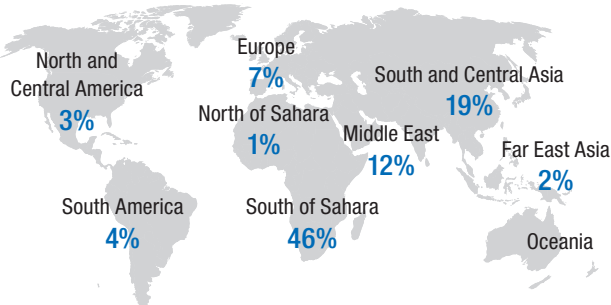 North and
Central America
3%
Europe
7%
South and Central Asia
19%
North of Sahara
1%
Middle East
12%
Far East Asia
2%
South America
4%
South of Sahara
46%
Oceania